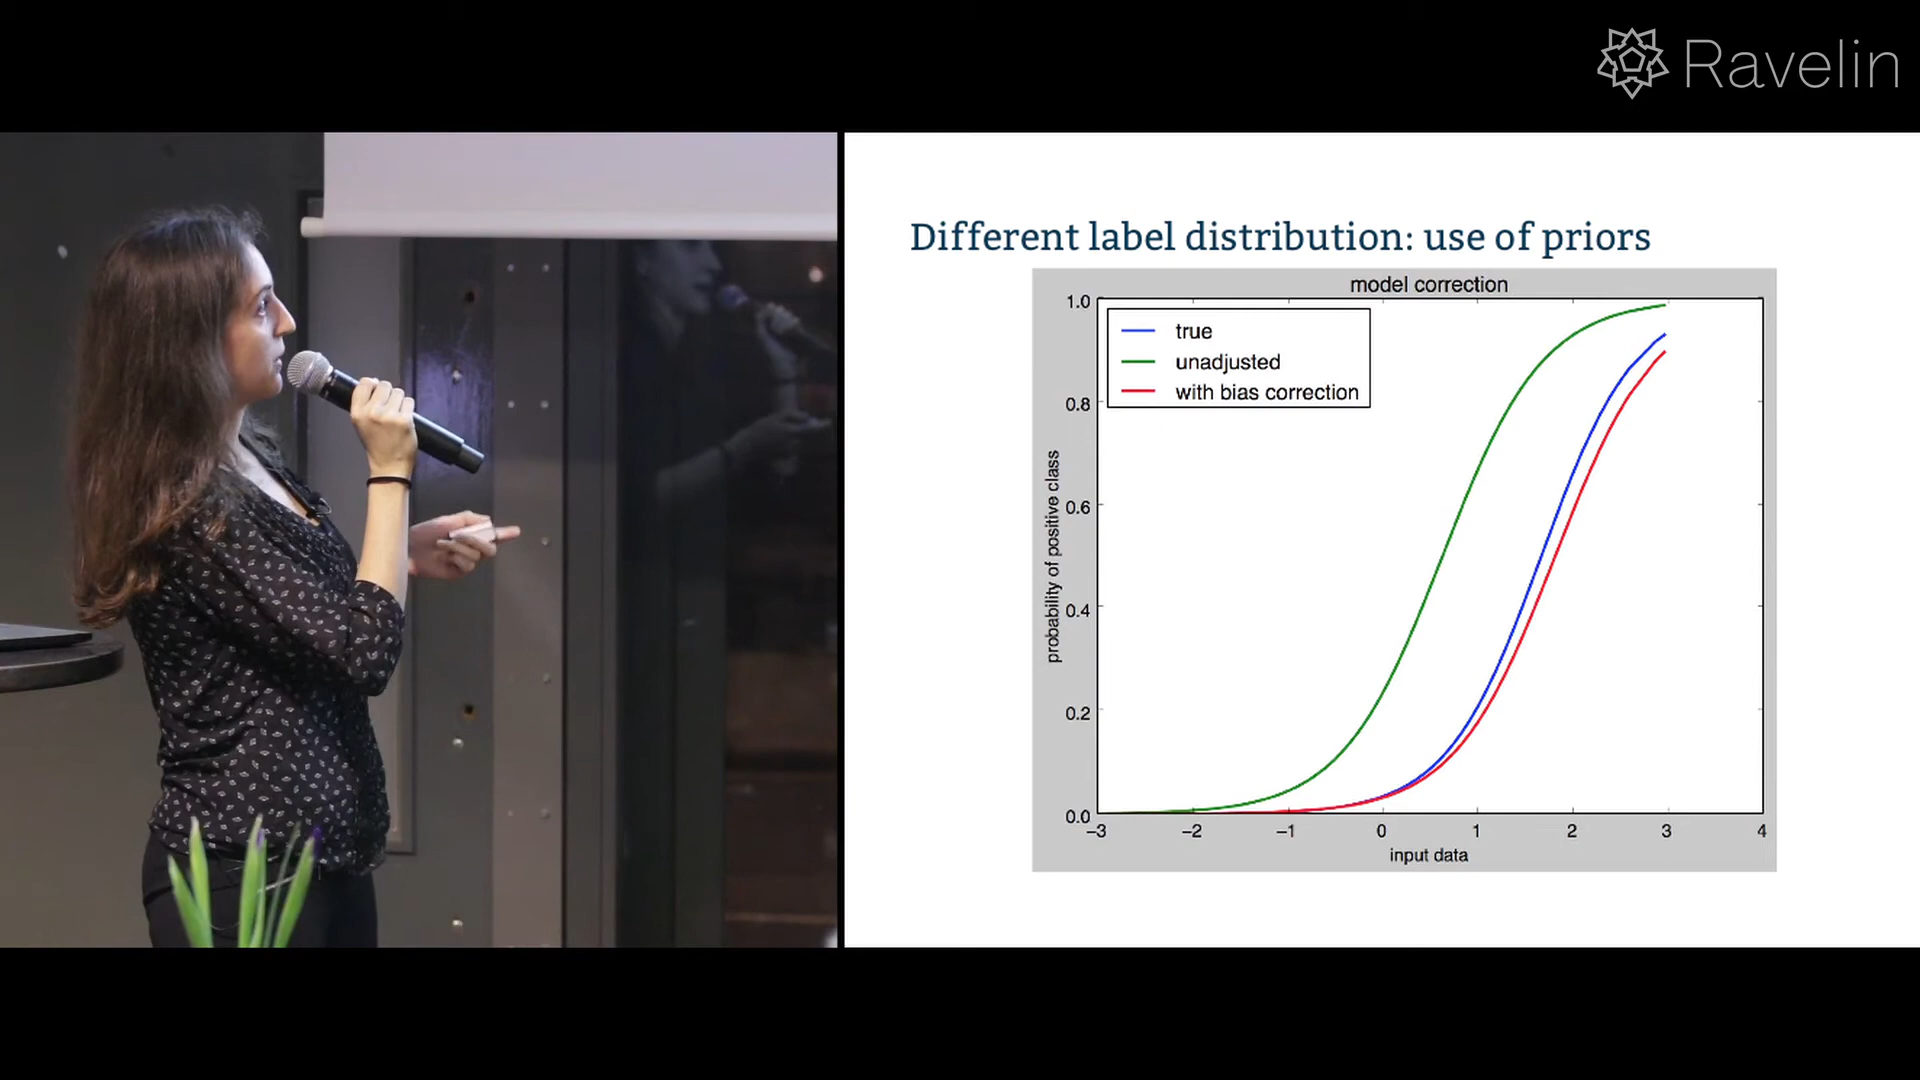 Ravelin
Different label distribution: use of priors
model correction
1.0
0.8
0.6
0.4
0.2
0.0
true
unadjusted
with bias correction
probability of positive class
−3
−2
−1
0
1
2
3
4
input data